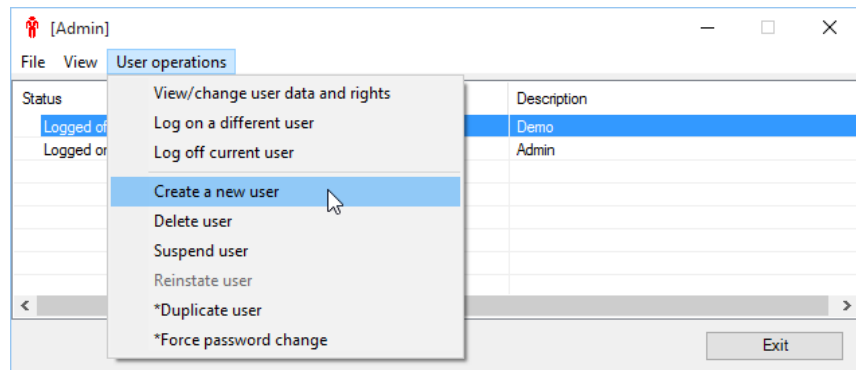 [Admin]
File View User operations
Status Description
Logged of Demo
Logged on Admin
View/change user data and rights
Log on a different user
Log off current user
Create a new user
Delete user
Suspend user
Reinstate user
*Duplicate user
*Force password change
Exit